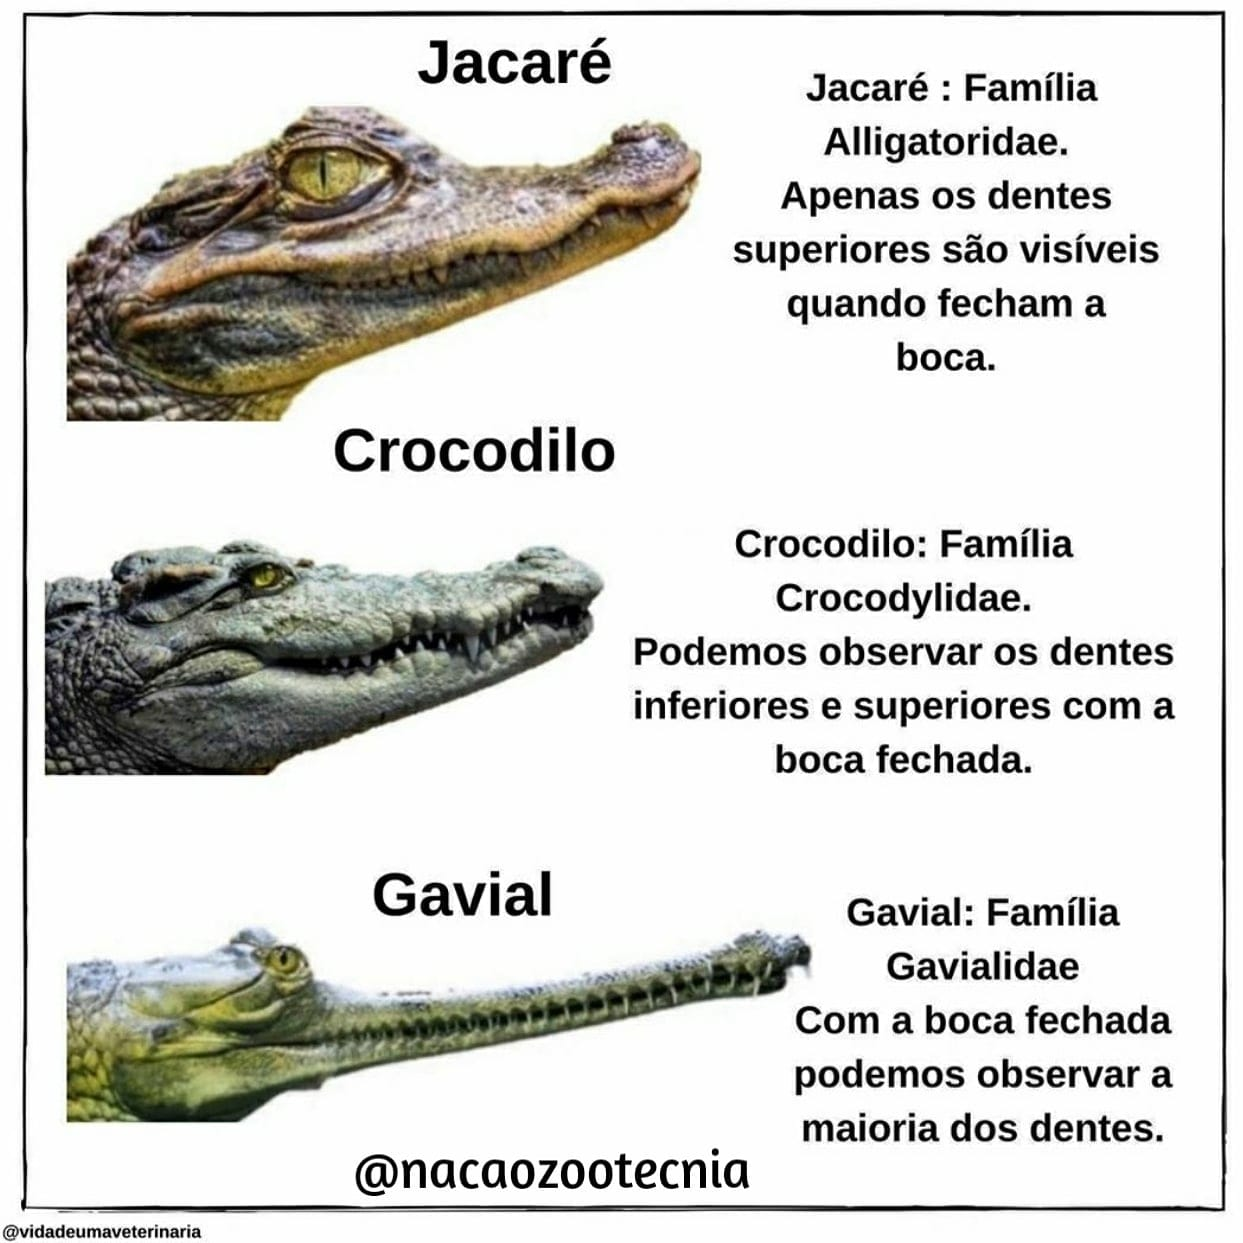 Jacaré
Jacaré : Família
Alligatoridae.
Apenas os dentes
superiores são visíveis
quando fecham a
boca.
Crocodilo
Crocodilo: Família
Crocodylidae.
Podemos observar os dentes
inferiores e superiores com a
boca fechada.
Gavial
Gavial: Família
Gavialidae
Com a boca fechada
podemos observar a
maioria dos dentes.
@nacaozootecnia
@vidadeumaveterinaria